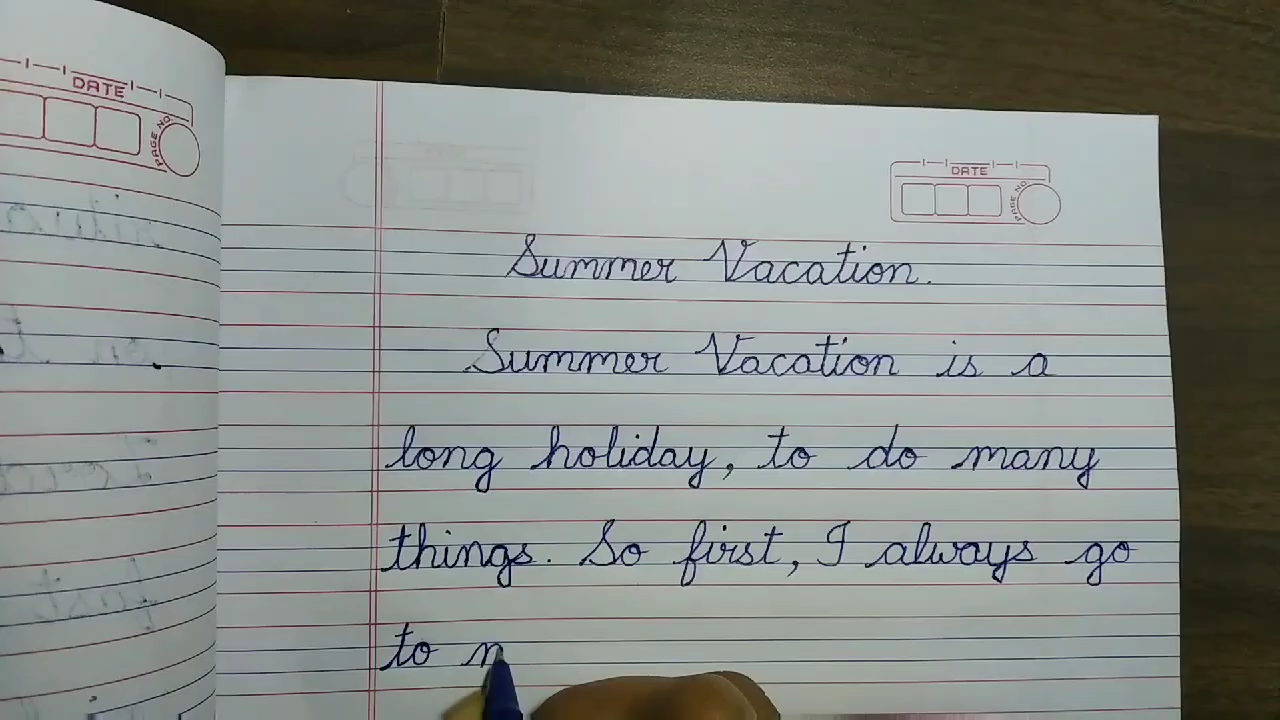 DATE
PAGE NO.
DATE
PAGE NO.
Summer Vacation.
Summer Vacation is a
long holiday, to do many
things. So first, I always go
to